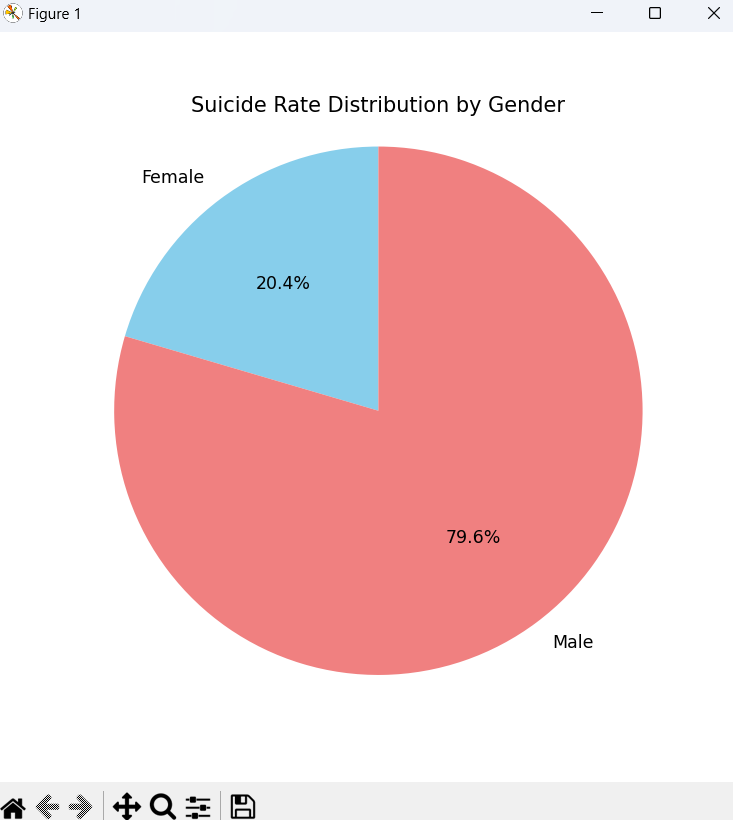 Figure 1
Suicide Rate Distribution by Gender
Female
20.4%
79.6%
Male